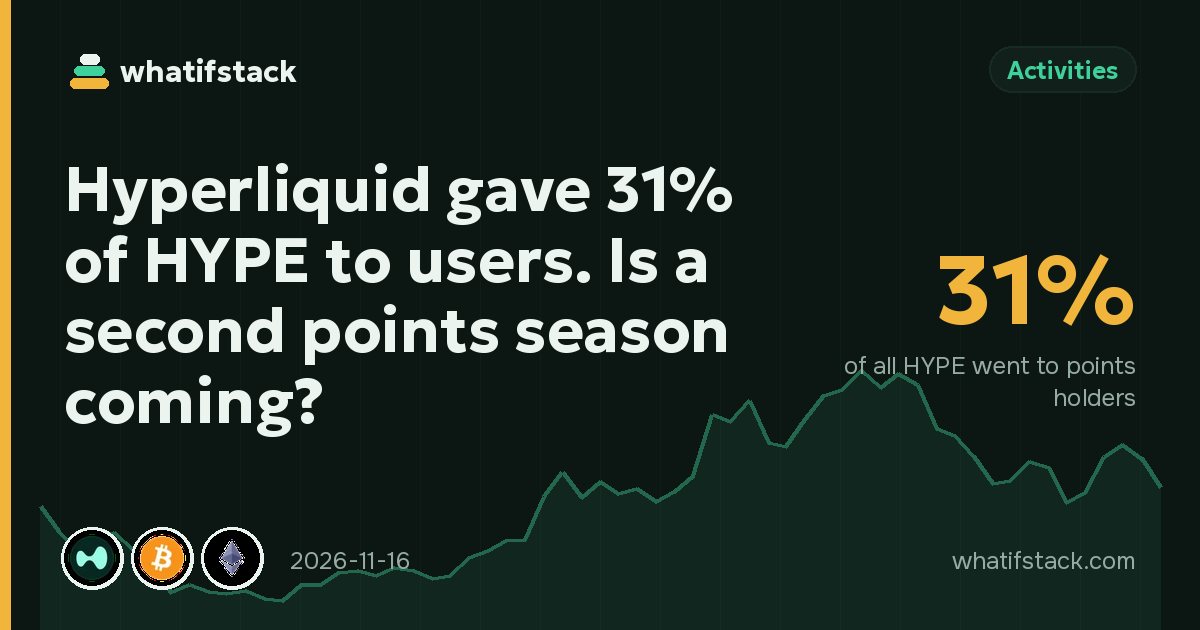 whatifstack
Activities
Hyperliquid gave 31%
of HYPE to users. Is a
second points season
coming?
31%
of all HYPE went to points
holders
2026-11-16
whatifstack.com